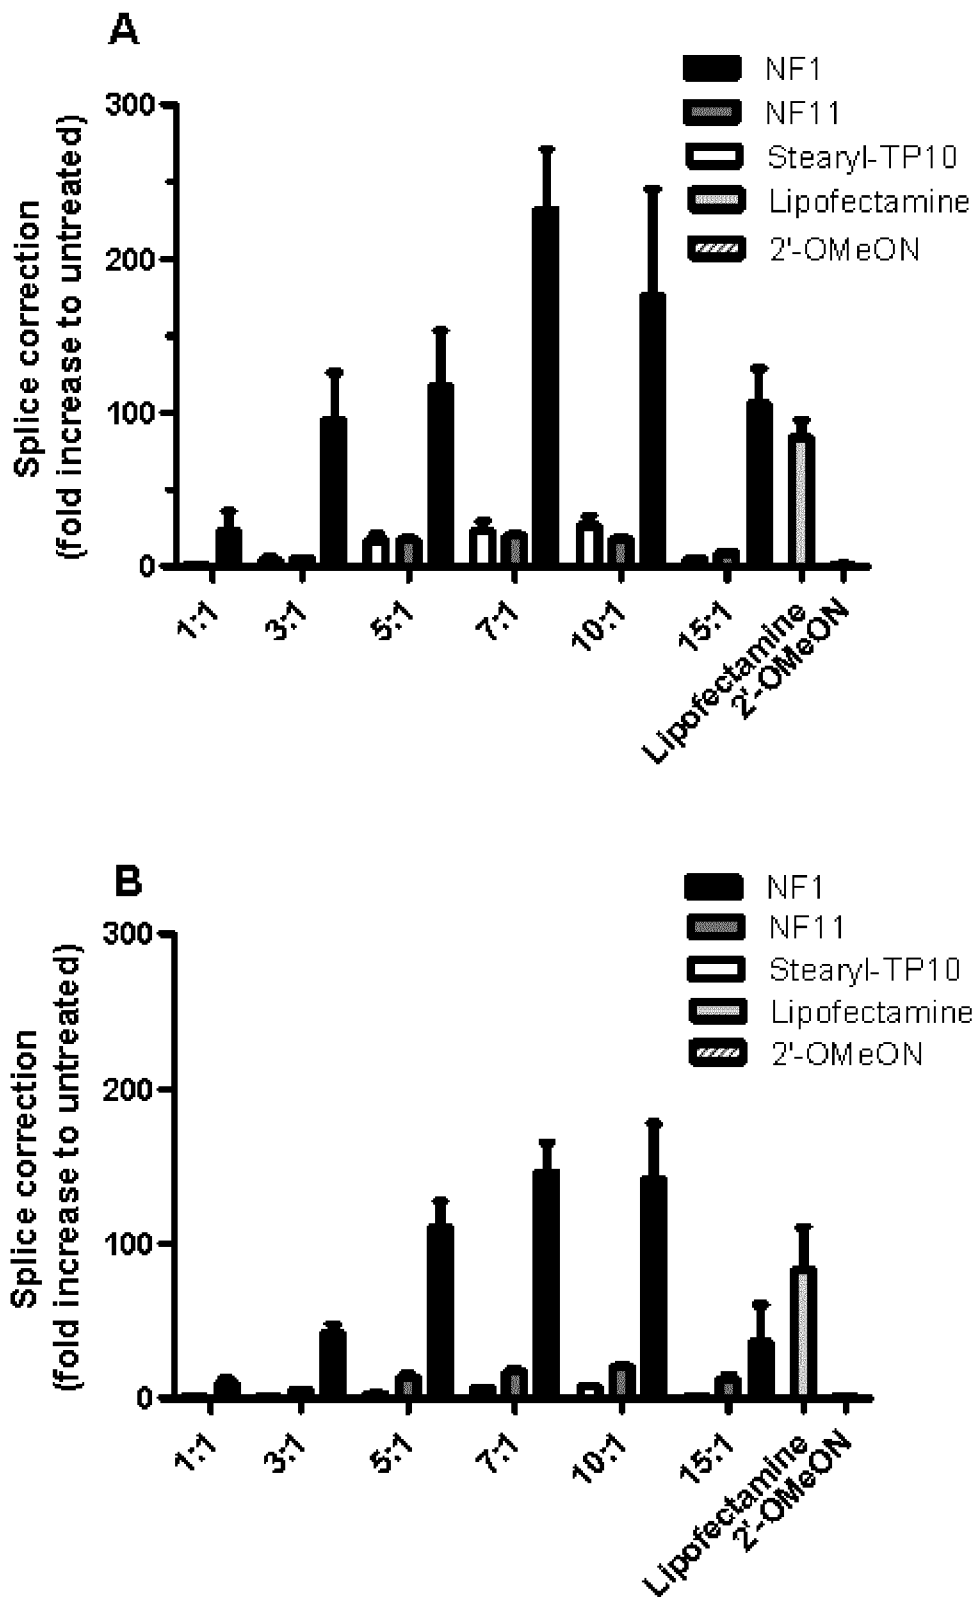 A
NF1
NF11
Stearyl-TP10
Lipofectamine
2'-OMeON
Splice correction
(fold increase to untreated)
300
200
100
0
1:1
3:1
5:1
7:1
10:1
15:1
Lipofectamine
2'-OMeON
B
NF1
NF11
Stearyl-TP10
Lipofectamine
2'-OMeON
Splice correction
(fold increase to untreated)
300
200
100
0
1:1
3:1
5:1
7:1
10:1
15:1
Lipofectamine
2'-OMeON